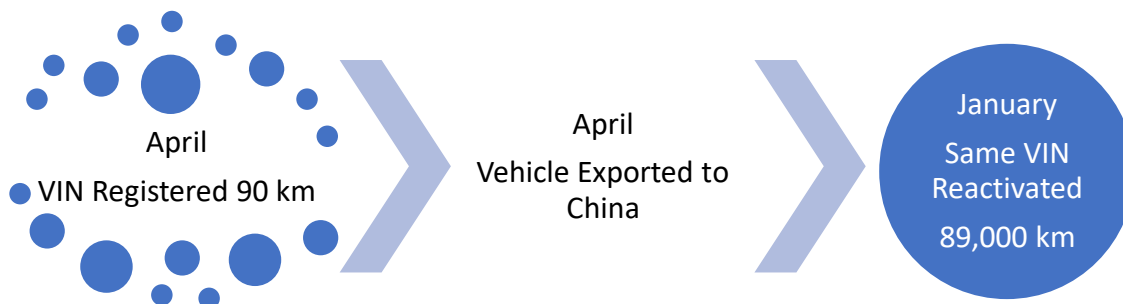 April
VIN Registered 90 km
April
Vehicle Exported to
China
January
Same VIN
Reactivated
89,000 km